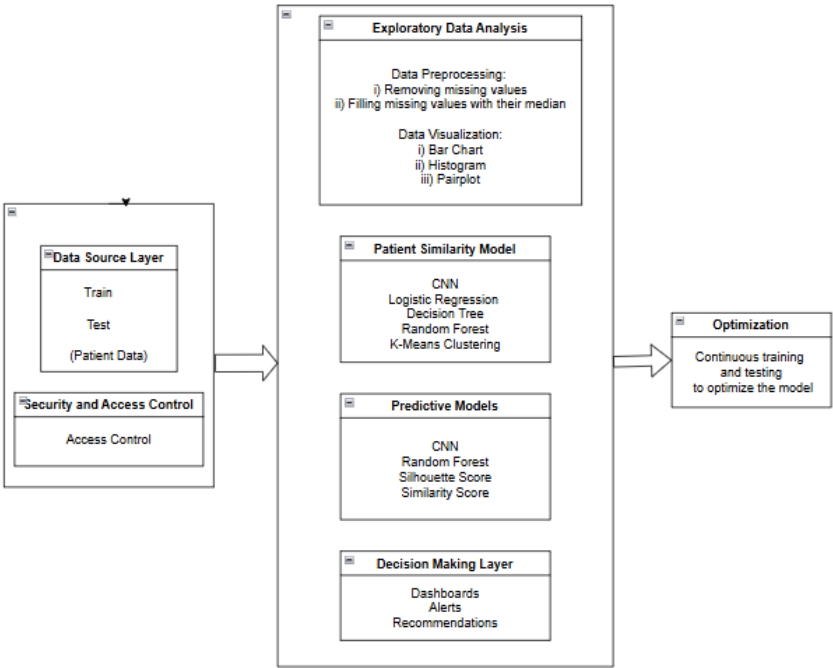 Data Source Layer
Train
Test
(Patient Data)
Security and Access Control
Access Control
Exploratory Data Analysis
Data Preprocessing:
i) Removing missing values
ii) Filling missing values with their median
Data Visualization:
i) Bar Chart
ii) Histogram
iii) Pairplot
Patient Similarity Model
CNN
Logistic Regression
Decision Tree
Random Forest
K-Means Clustering
Predictive Models
CNN
Random Forest
Silhouette Score
Similarity Score
Decision Making Layer
Dashboards
Alerts
Recommendations
Optimization
Continuous training
and testing
to optimize the model